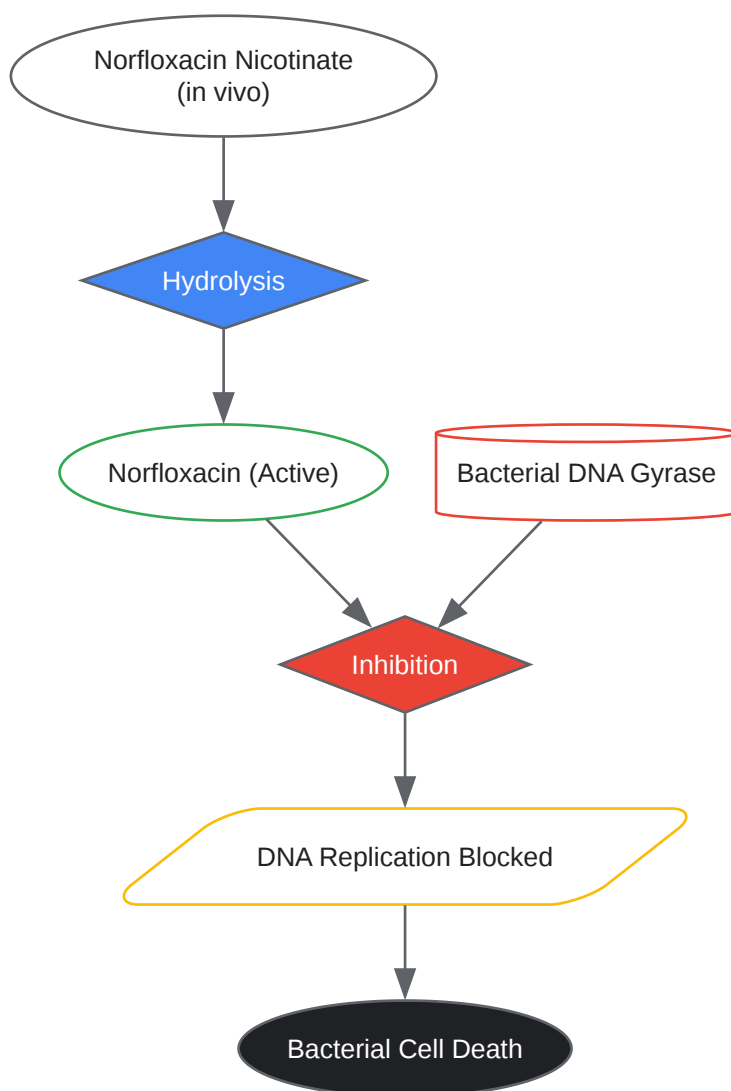 Norfloxacin Nicotinate
(in vivo)
Hydrolysis
Norfloxacin (Active)
Bacterial DNA Gyrase
Inhibition
DNA Replication Blocked
Bacterial Cell Death